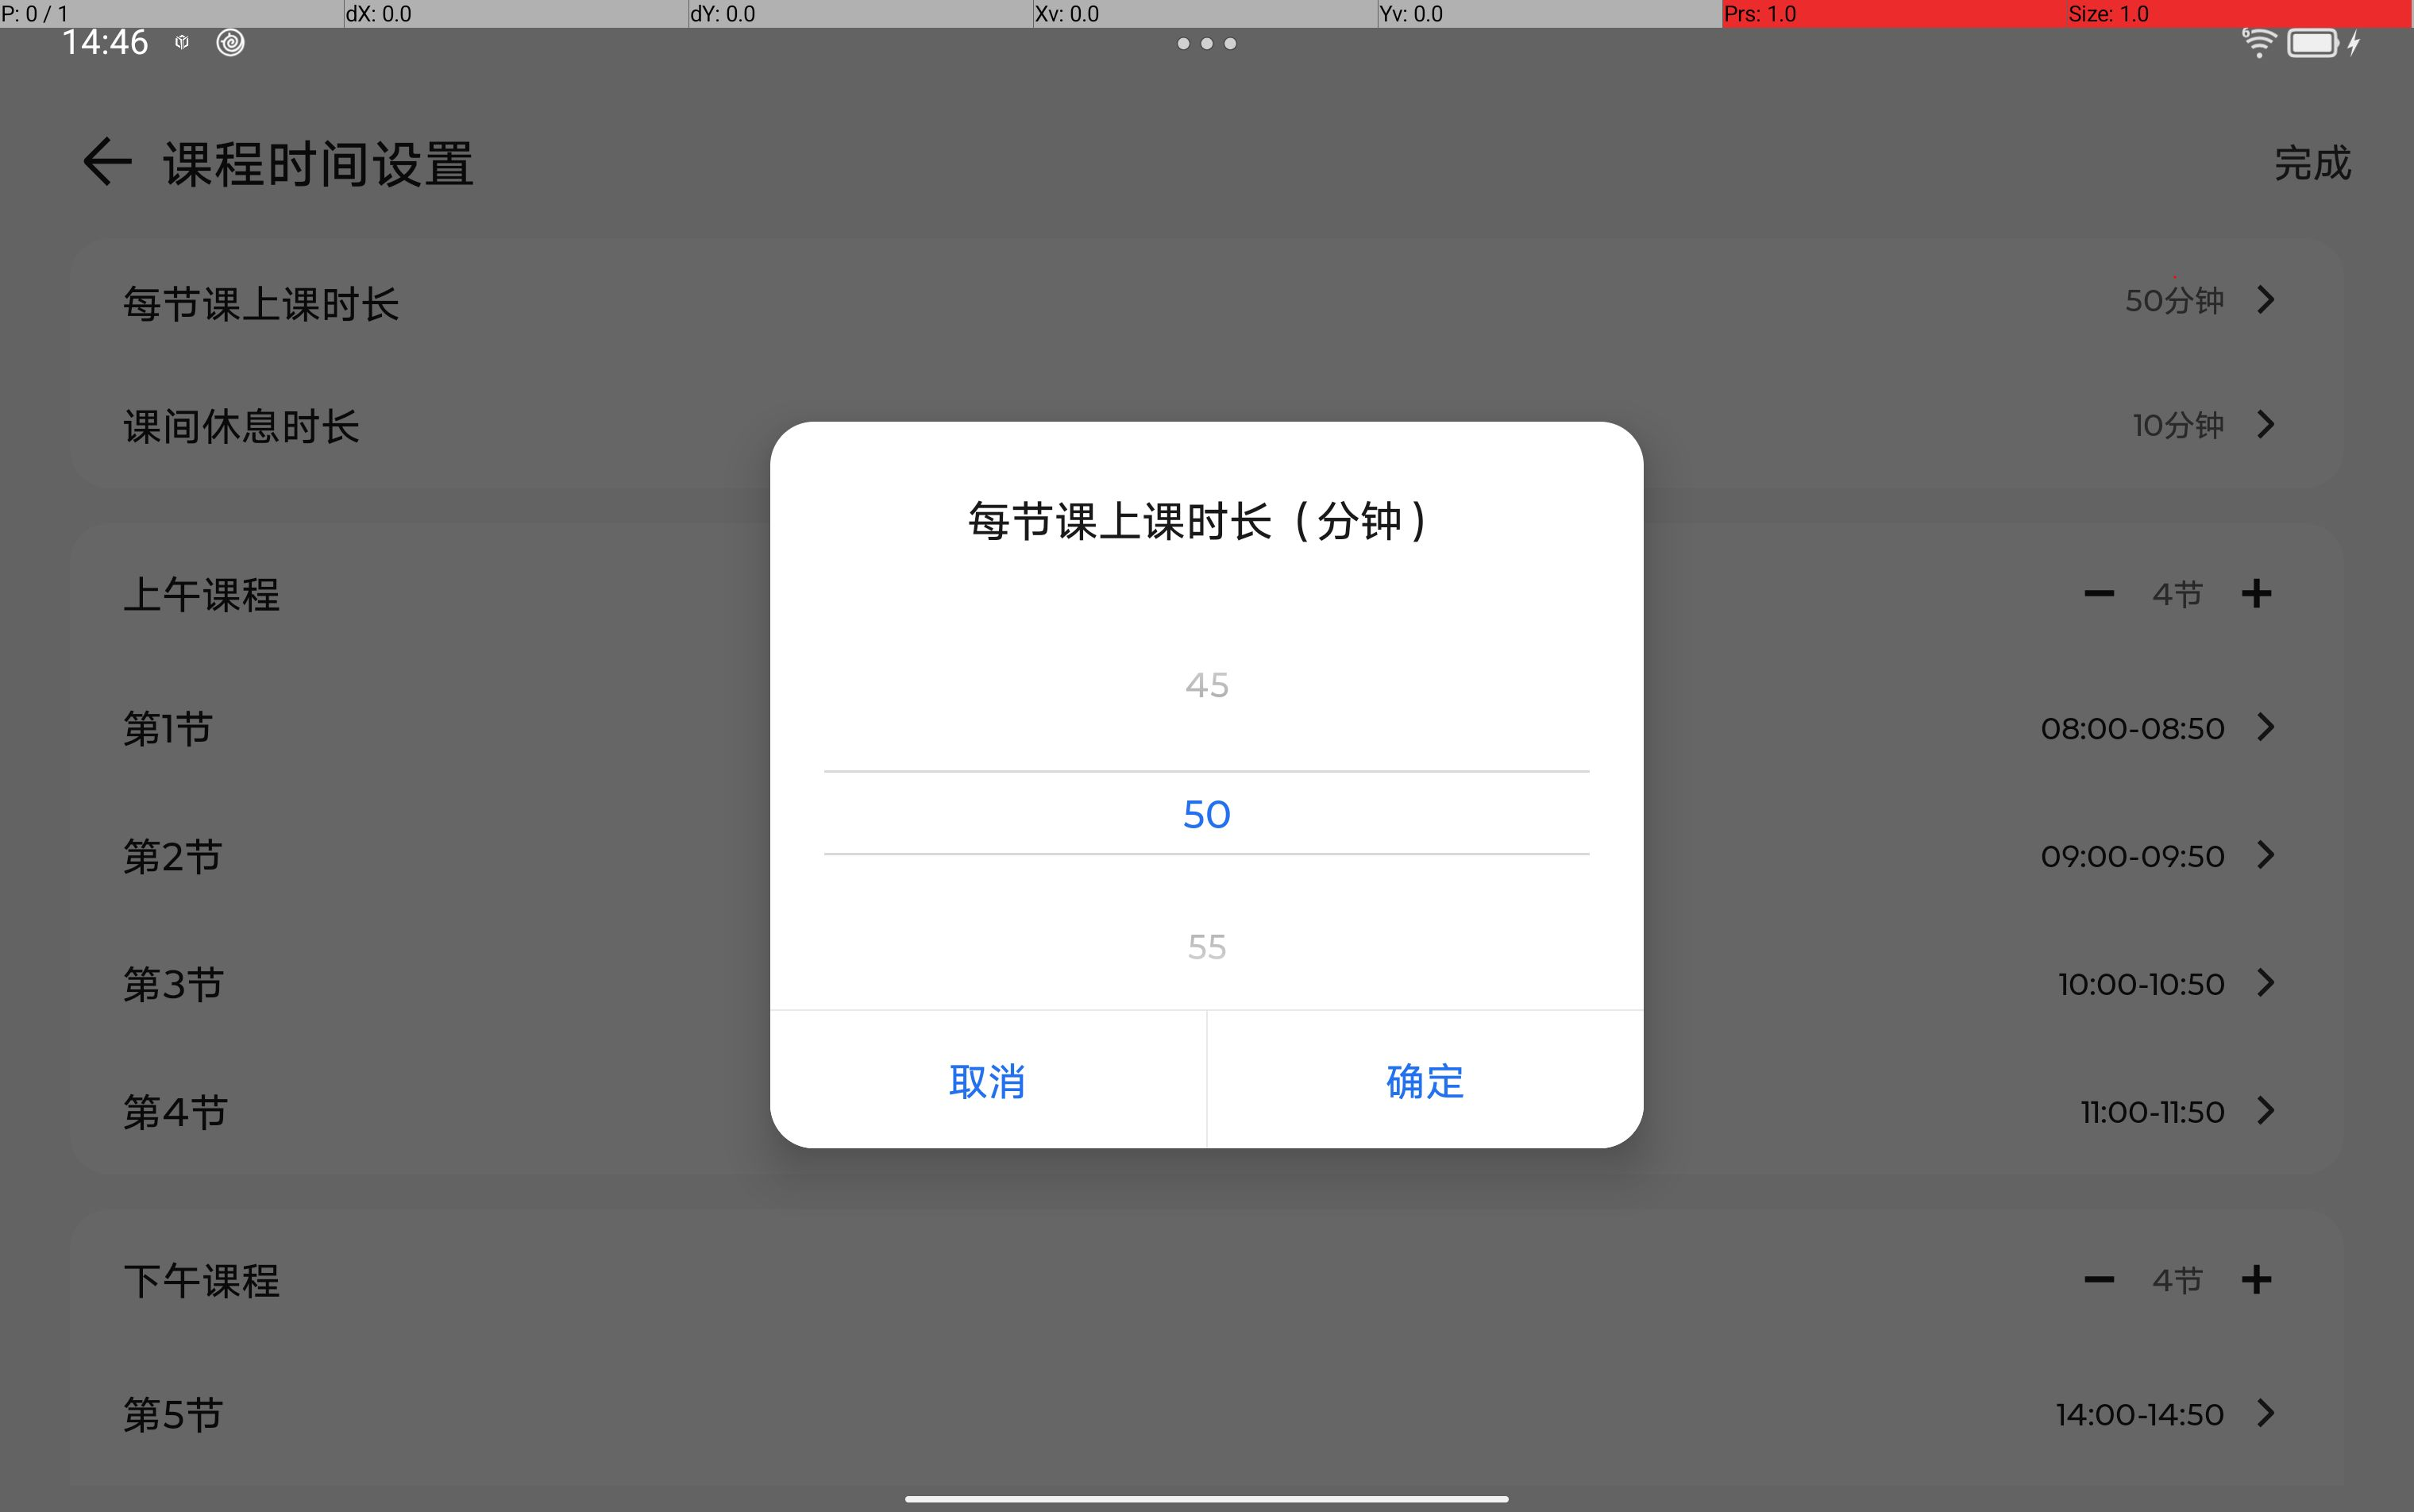 P: 0 / 1 dX: 0.0 dY: 0.0 Xv: 0.0 Yv: 0.0 Prs: 1.0 Size: 1.0
14:46 6
课程时间设置 完成
每节课上课时长 50分钟
课间休息时长 10分钟
每节课上课时长（分钟）
45
50
55
取消 确定
上午课程 4节
第1节 08:00-08:50
第2节 09:00-09:50
第3节 10:00-10:50
第4节 11:00-11:50
下午课程 4节
第5节 14:00-14:50